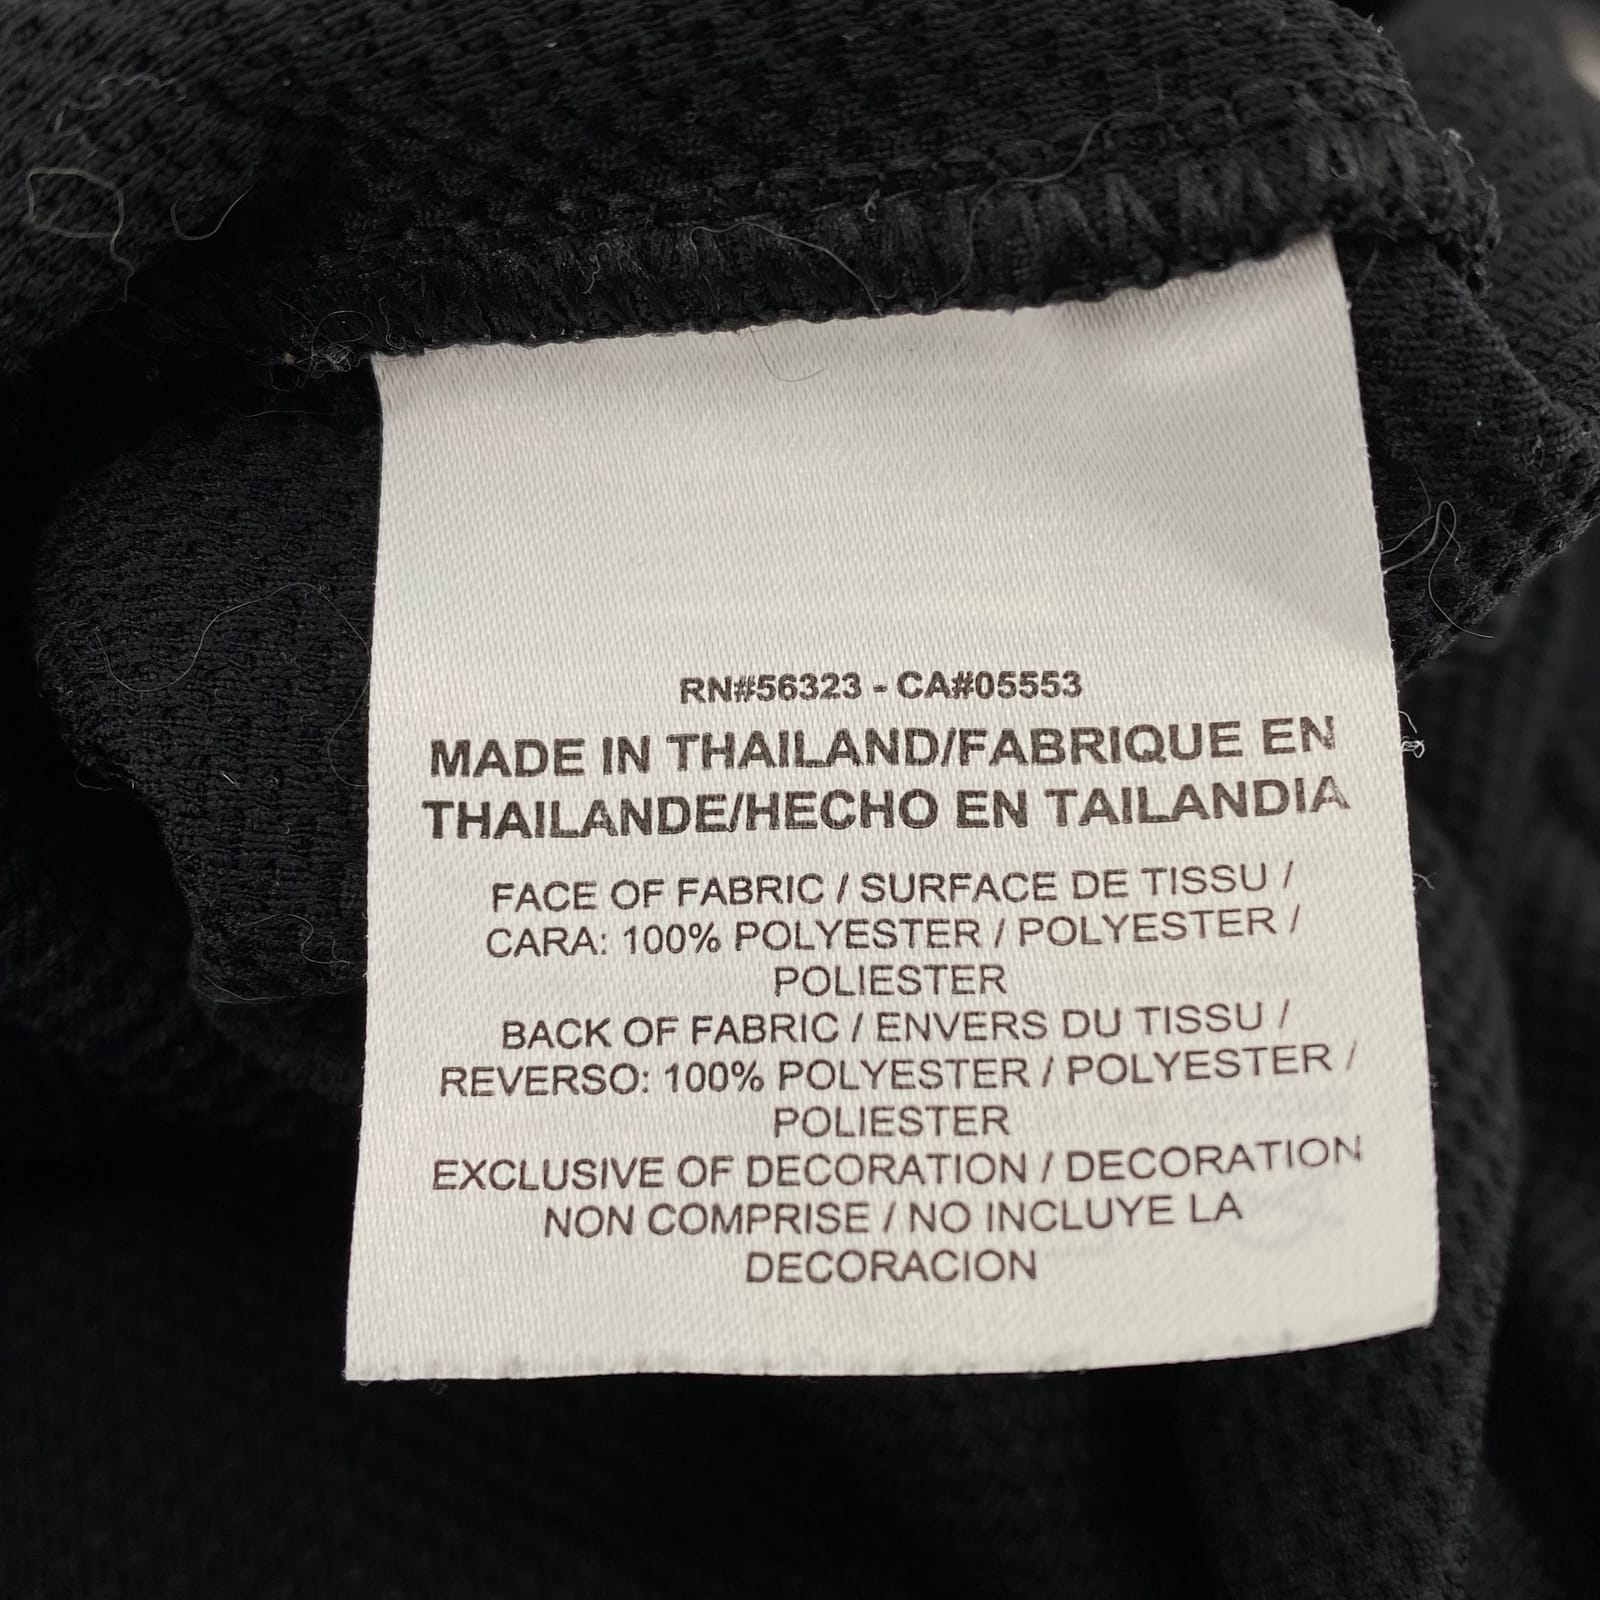 RN#56323 - CA#05553
MADE IN THAILAND/FABRIQUE EN
THAILANDE/HECHO EN TAILANDIA
FACE OF FABRIC / SURFACE DE TISSU /
CARA: 100% POLYESTER / POLYESTER /
POLIESTER
BACK OF FABRIC / ENVERS DU TISSU /
REVERSO: 100% POLYESTER / POLYESTER /
POLIESTER
EXCLUSIVE OF DECORATION / DECORATION
NON COMPRISE / NO INCLUYE LA
DECORACION